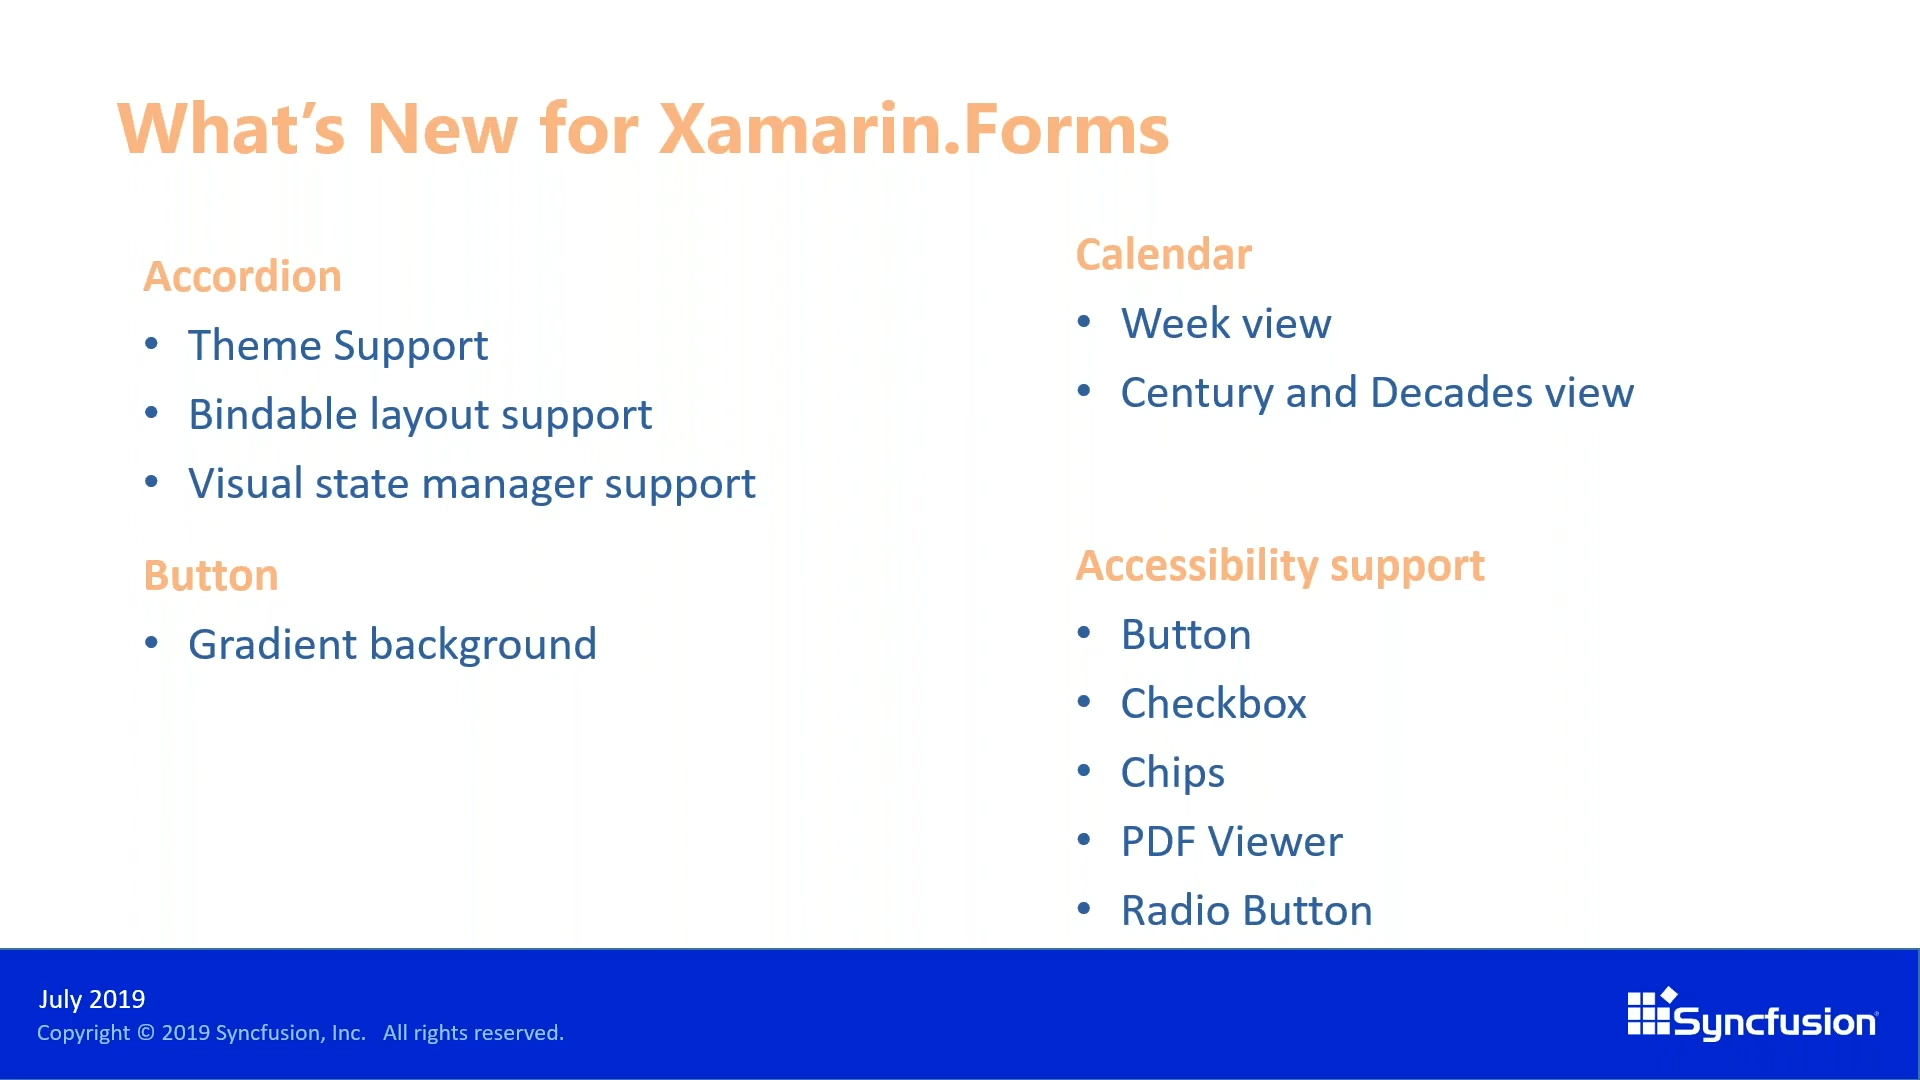 What's New for Xamarin.Forms
Accordion
• Theme Support
• Bindable layout support
• Visual state manager support
Button
• Gradient background
Calendar
• Week view
• Century and Decades view
Accessibility support
• Button
• Checkbox
• Chips
• PDF Viewer
• Radio Button
July 2019
Copyright © 2019 Syncfusion, Inc. All rights reserved.
Syncfusion